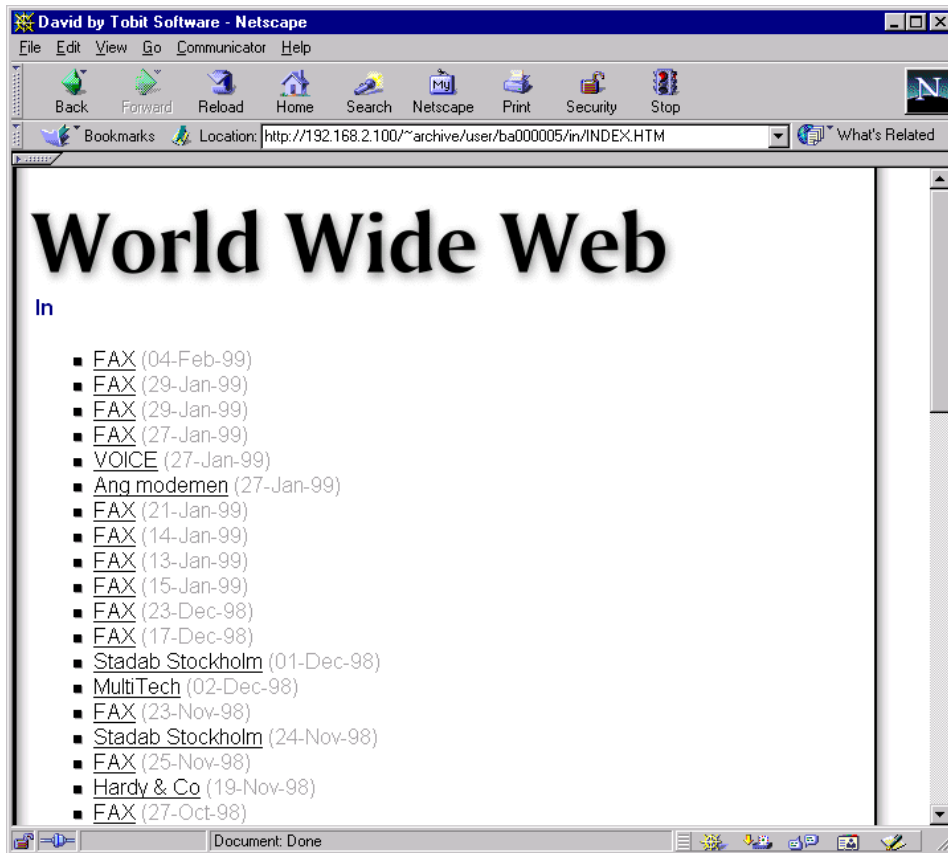 David by Tobit Software - Netscape
File Edit View Go Communicator Help
Back Forward Reload Home Search Netscape Print Security Stop
My
N
Bookmarks Location: http://192.168.2.100/~archive/user/ba000005/in/INDEX.HTM What's Related
World Wide Web
In
FAX (04-Feb-99)
FAX (29-Jan-99)
FAX (29-Jan-99)
FAX (27-Jan-99)
VOICE (27-Jan-99)
Ang modemen (27-Jan-99)
FAX (21-Jan-99)
FAX (14-Jan-99)
FAX (13-Jan-99)
FAX (15-Jan-99)
FAX (23-Dec-98)
FAX (17-Dec-98)
Stadab Stockholm (01-Dec-98)
MultiTech (02-Dec-98)
FAX (23-Nov-98)
Stadab Stockholm (24-Nov-98)
FAX (25-Nov-98)
Hardy & Co (19-Nov-98)
FAX (27-Oct-98)
Document: Done